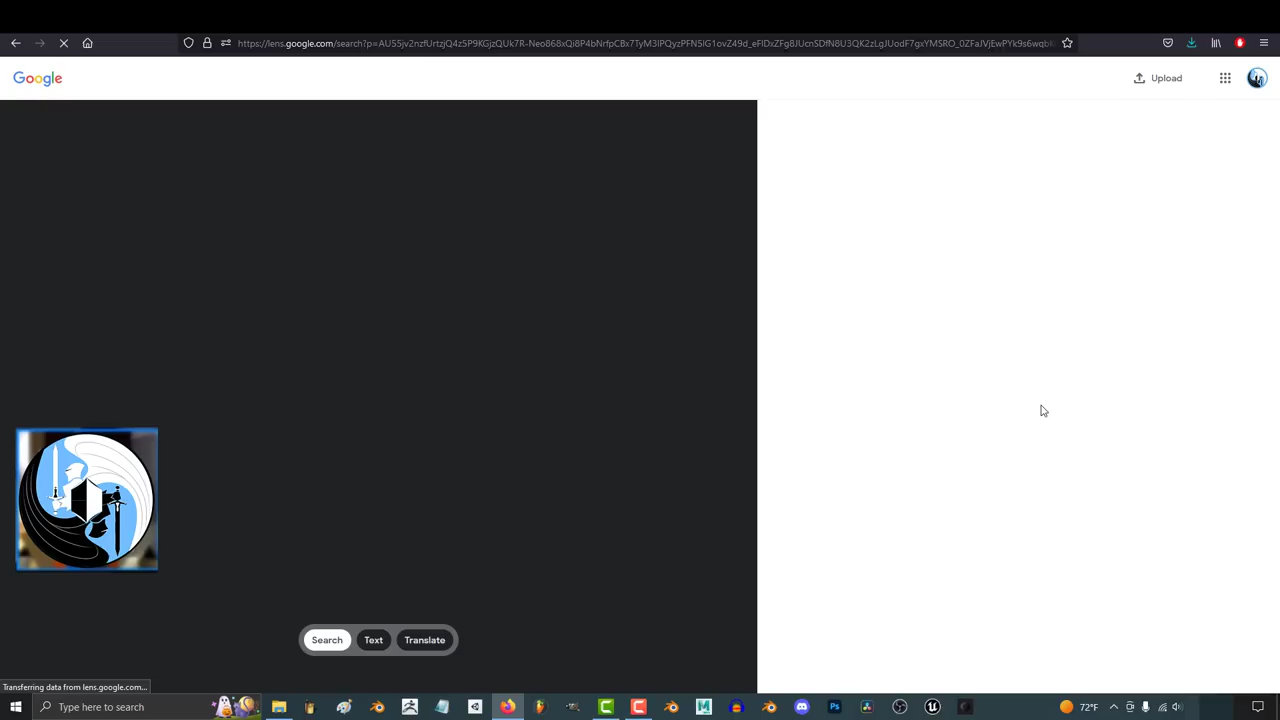 Google
Upload
Search
Text
Translate
Transferring data from lens.google.com...
Type here to search
72°F